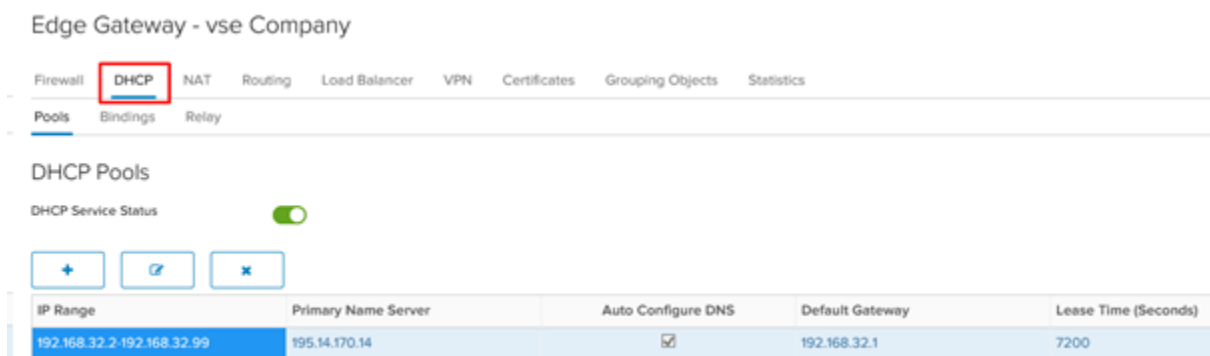 Edge Gateway - vse Company
Firewall DHCP NAT Routing Load Balancer VPN Certificates Grouping Objects Statistics
Pools Bindings Relay
DHCP Pools
DHCP Service Status
IP Range Primary Name Server Auto Configure DNS Default Gateway Lease Time (Seconds)
192.168.32.2-192.168.32.99 195.14.170.14 192.168.32.1 7200